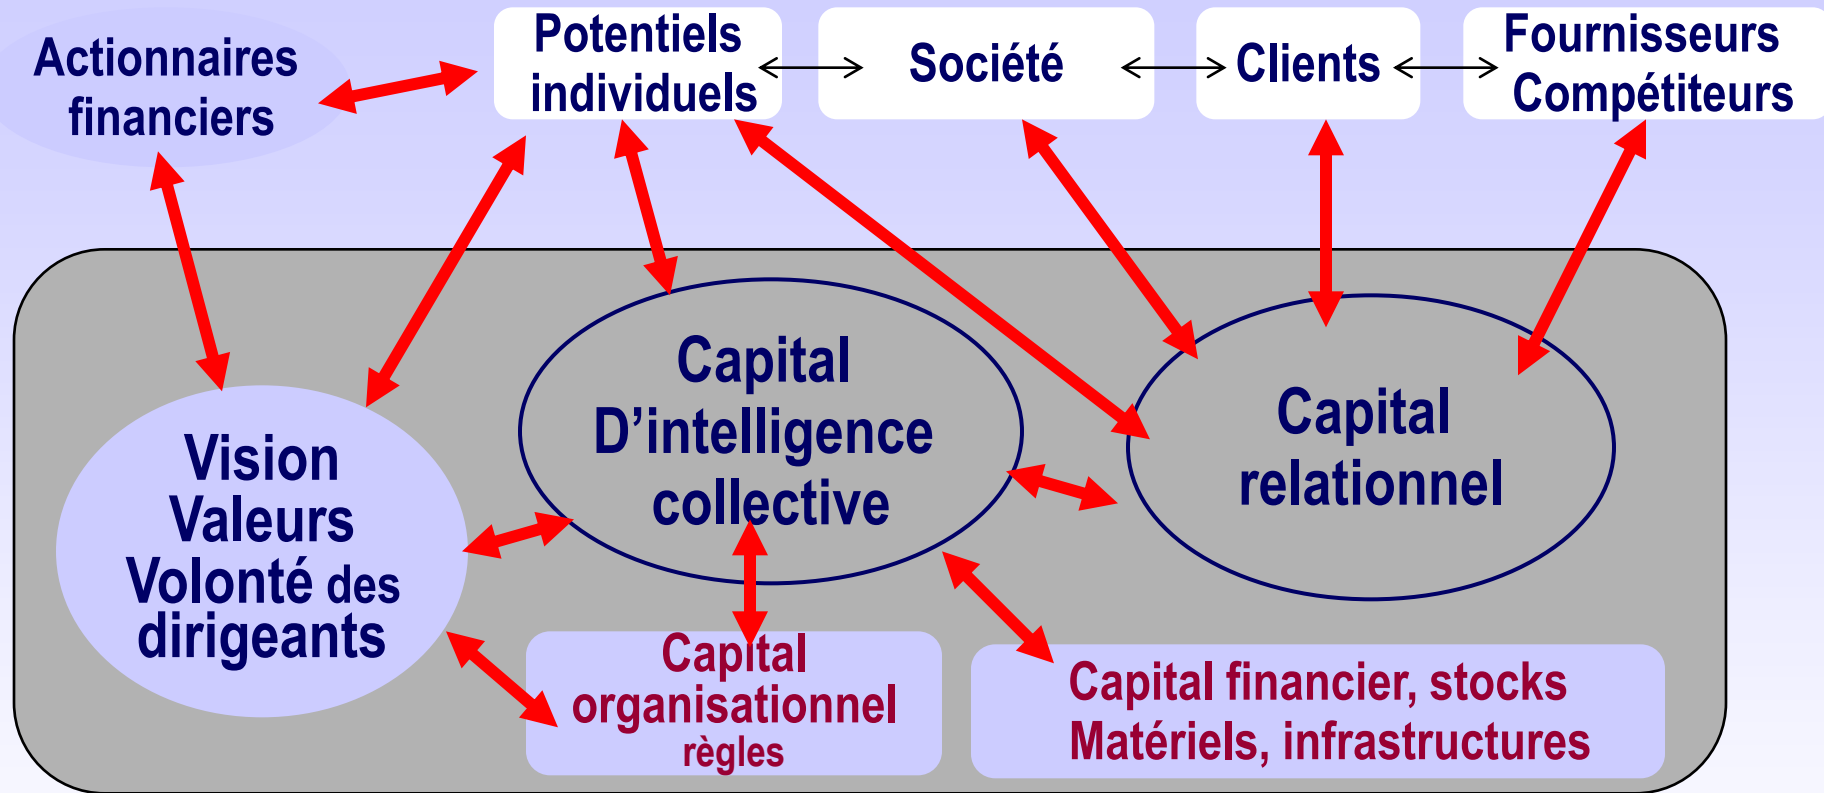 Actionnaires
financiers
Potentiels
individuels
Société
Clients
Fournisseurs
Compétiteurs
Vision
Valeurs
Volonté des
dirigeants
Capital
D’intelligence
collective
Capital
relationnel
Capital
organisationnel
règles
Capital financier, stocks
Matériels, infrastructures